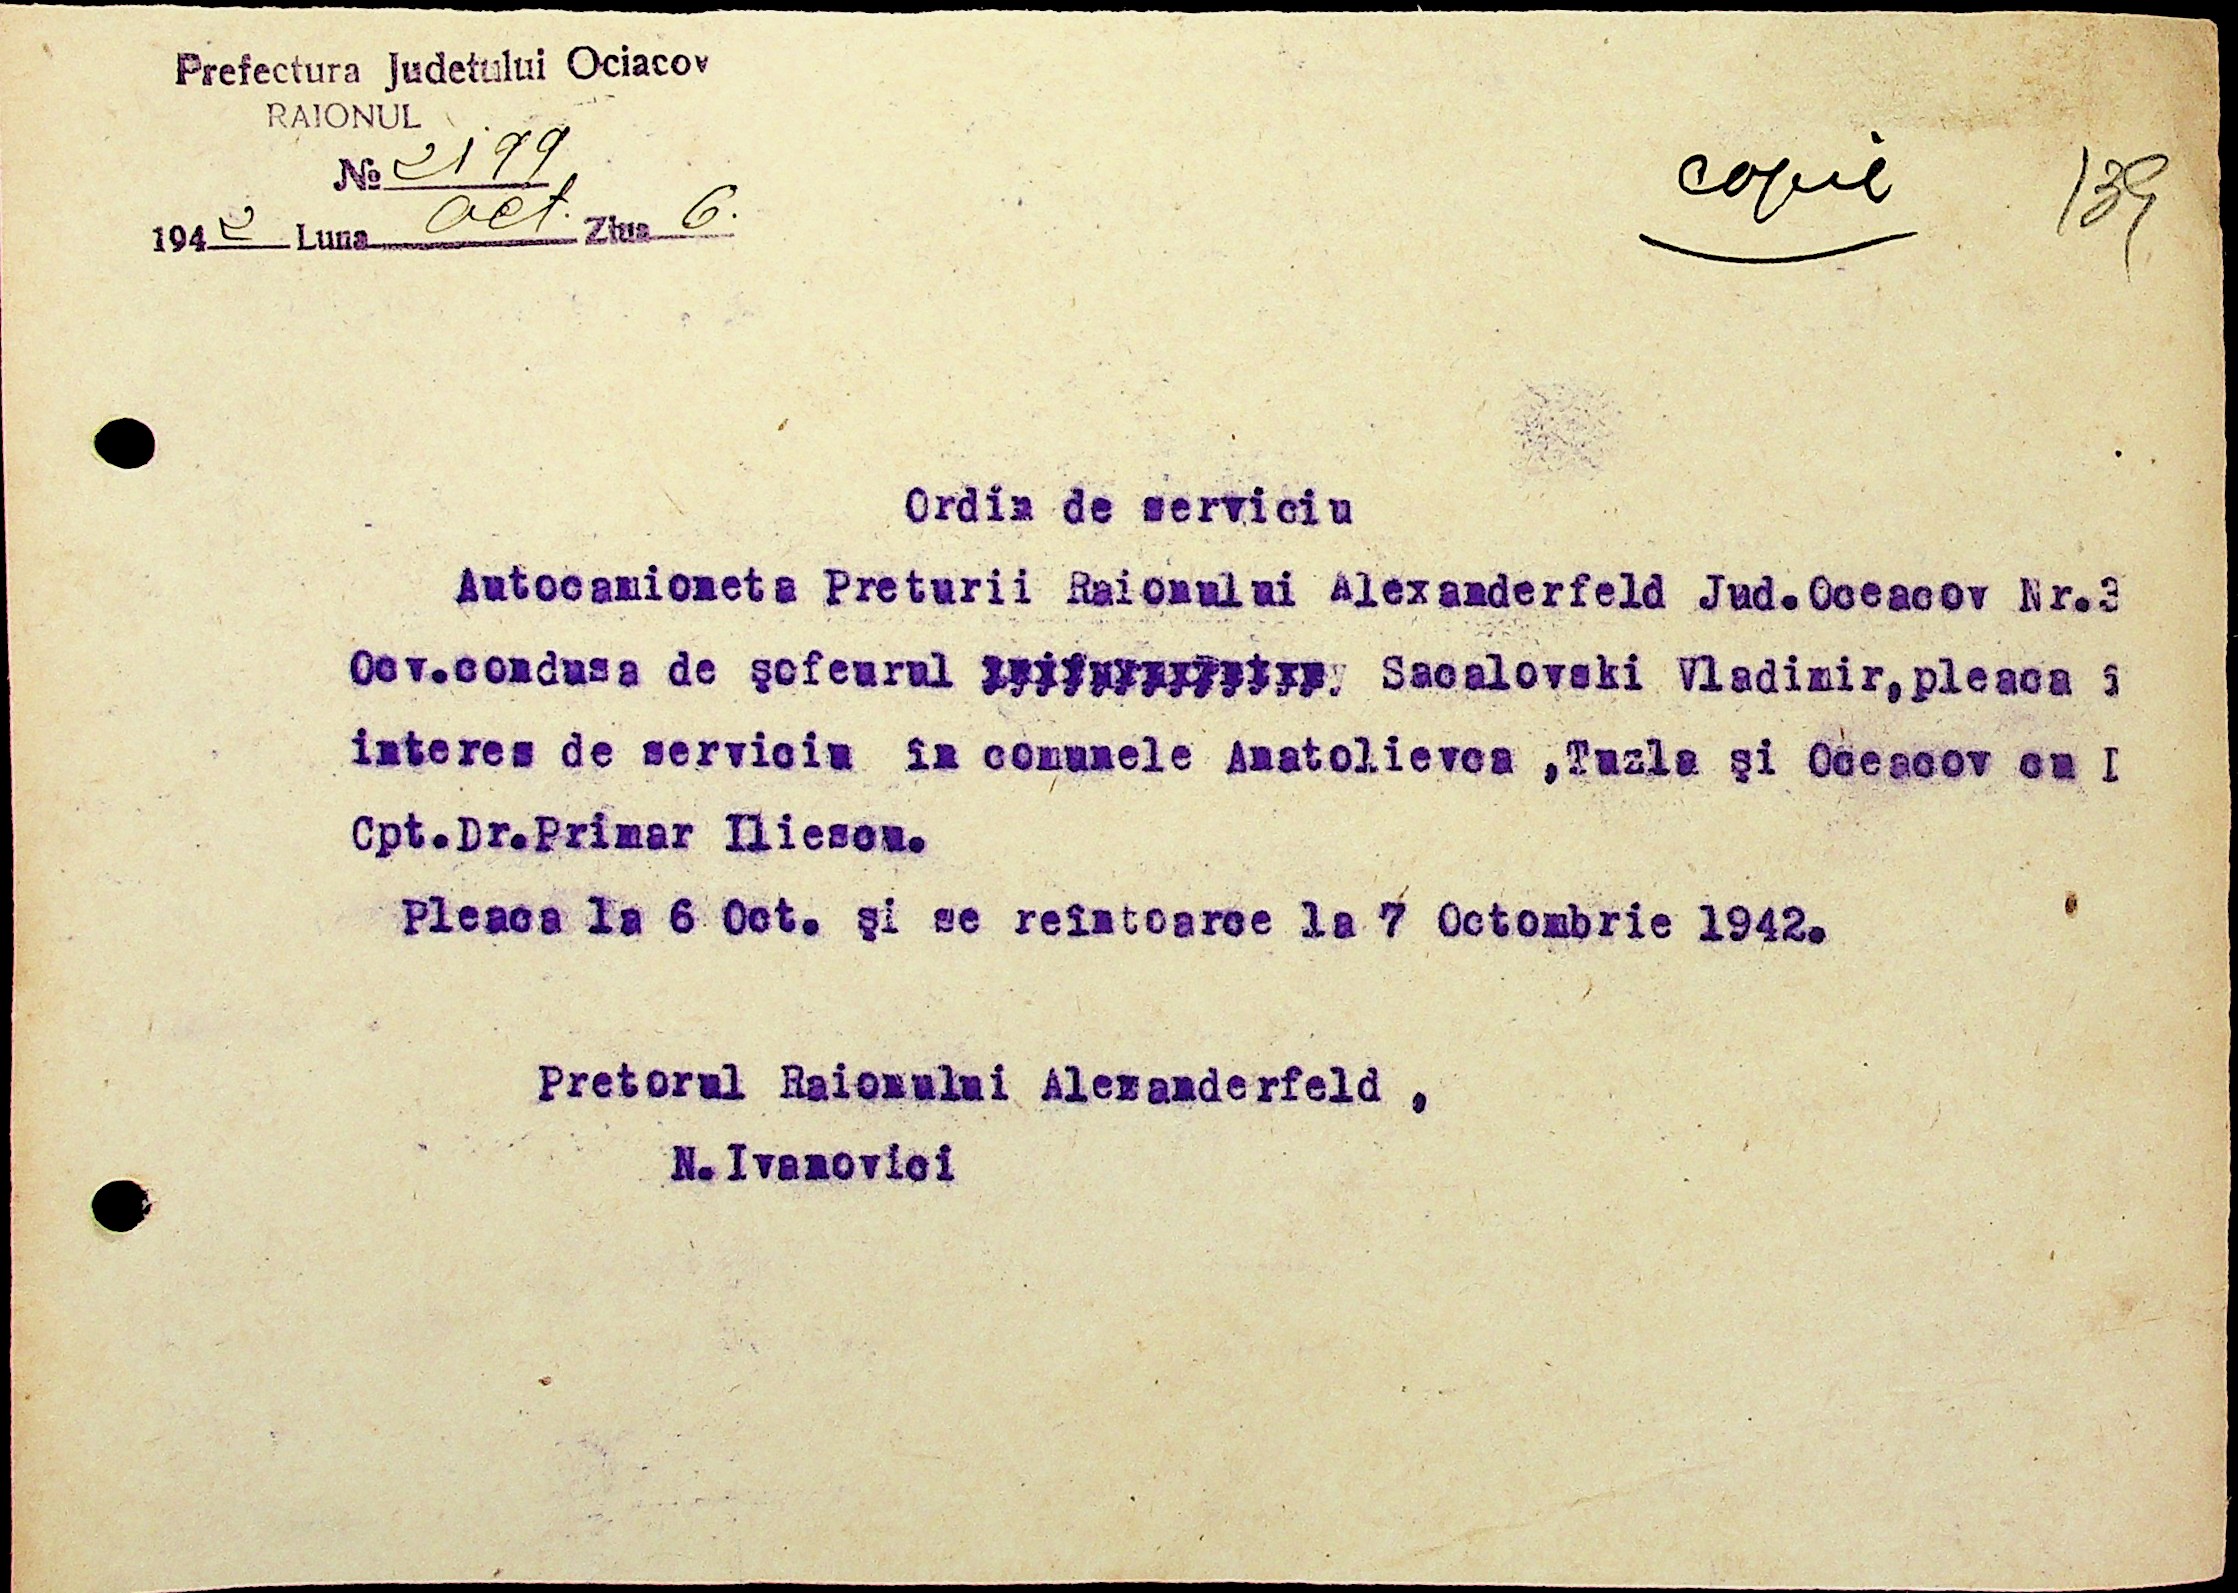 Prefectura Judetului Ociacov
RAIONUL
№ 2199
1942 Luna oct. Ziua 6.
copie
139
Ordin de serviciu
Autocamioneta Preturii Raionului Alexanderfeld Jud.Oceacov Nr.3
Ocv.condusa de şofeurul Sacalovski Vladimir,pleaca î
interes de serviciu în comunele Anatolievca ,Tuzla şi Oceacov cu D
Cpt.Dr.Primar Iliescu.
Pleaca la 6 Oct. şi se reîntoarce la 7 Octombrie 1942.
Pretorul Raionului Alexanderfeld ,
N.Ivanovici